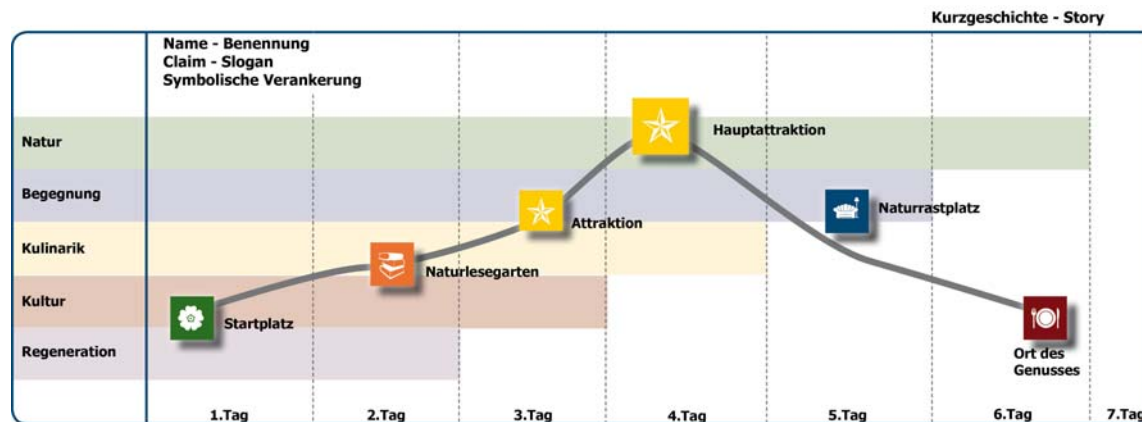 Kurzgeschichte - Story
Name - Benennung
Claim - Slogan
Symbolische Verankerung
Natur
Hauptattraktion
Begegnung
Naturrastplatz
Attraktion
Kulinarik
Naturlesegarten
Kultur
Startplatz
Regeneration
Ort des
Genusses
1.Tag
2.Tag
3.Tag
4.Tag
5.Tag
6.Tag
7.Tag